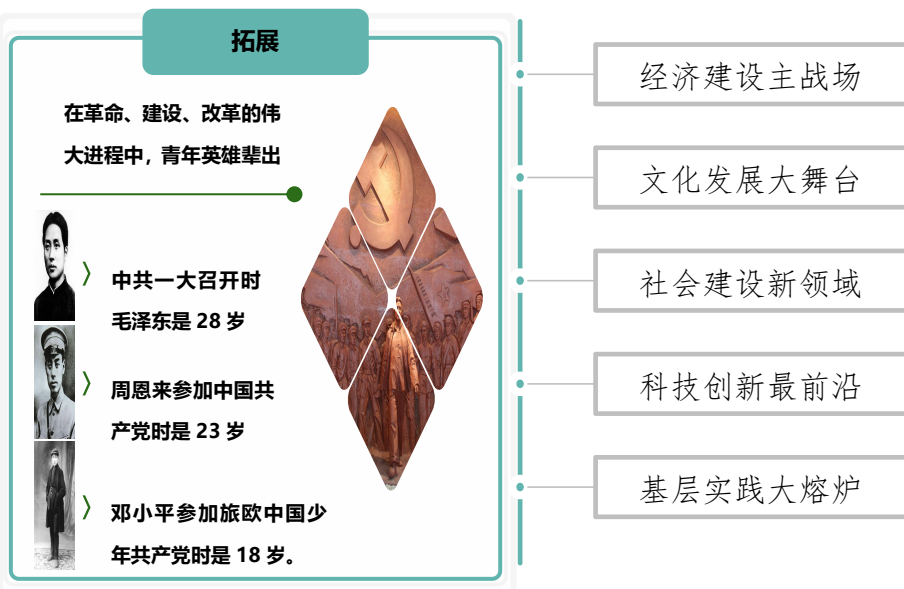 拓展
在革命、建设、改革的伟
大进程中，青年英雄辈出
中共一大召开时
毛泽东是 28 岁
周恩来参加中国共
产党时是 23 岁
邓小平参加旅欧中国少
年共产党时是 18 岁。
经济建设主战场
文化发展大舞台
社会建设新领域
科技创新最前沿
基层实践大熔炉